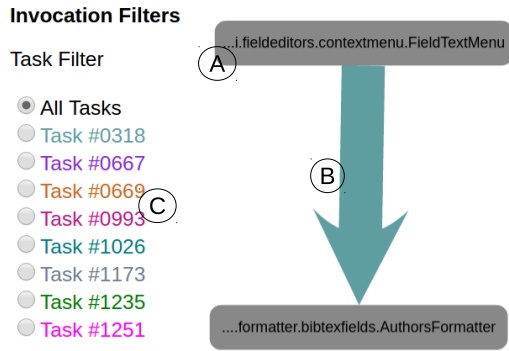 Invocation Filters
...i.fieldeditors.contextmenu.FieldTextMenu
Task Filter
A
All Tasks
Task #0318
Task #0667
B
Task #0669
C
Task #0993
Task #1026
Task #1173
Task #1235
Task #1251
....formatter.bibtexfields.AuthorsFormatter